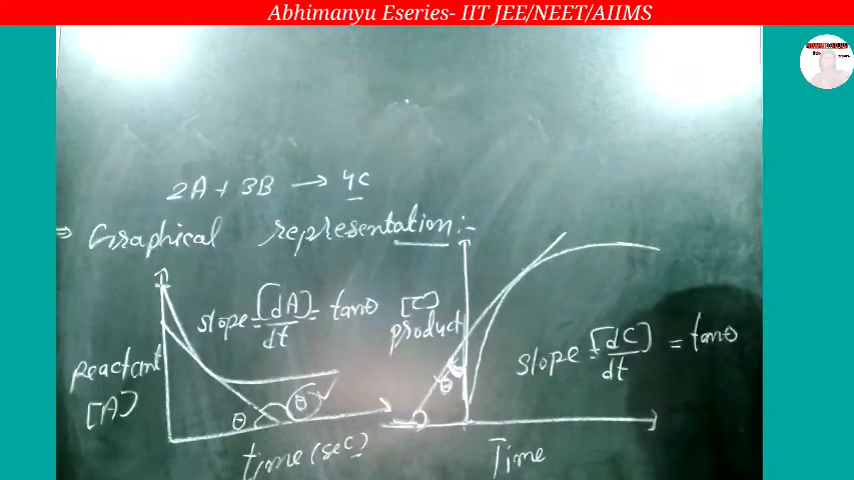 Abhimanyu Eseries- IIT JEE/NEET/AIIMS
2A + 3B → 4C
⇒ Graphical representation:-
slope = [dA]/dt = tanθ
Reactant
[A]
θ
θ
time (sec)
[C]
product
θ
slope = [dC]/dt = tanθ
Time